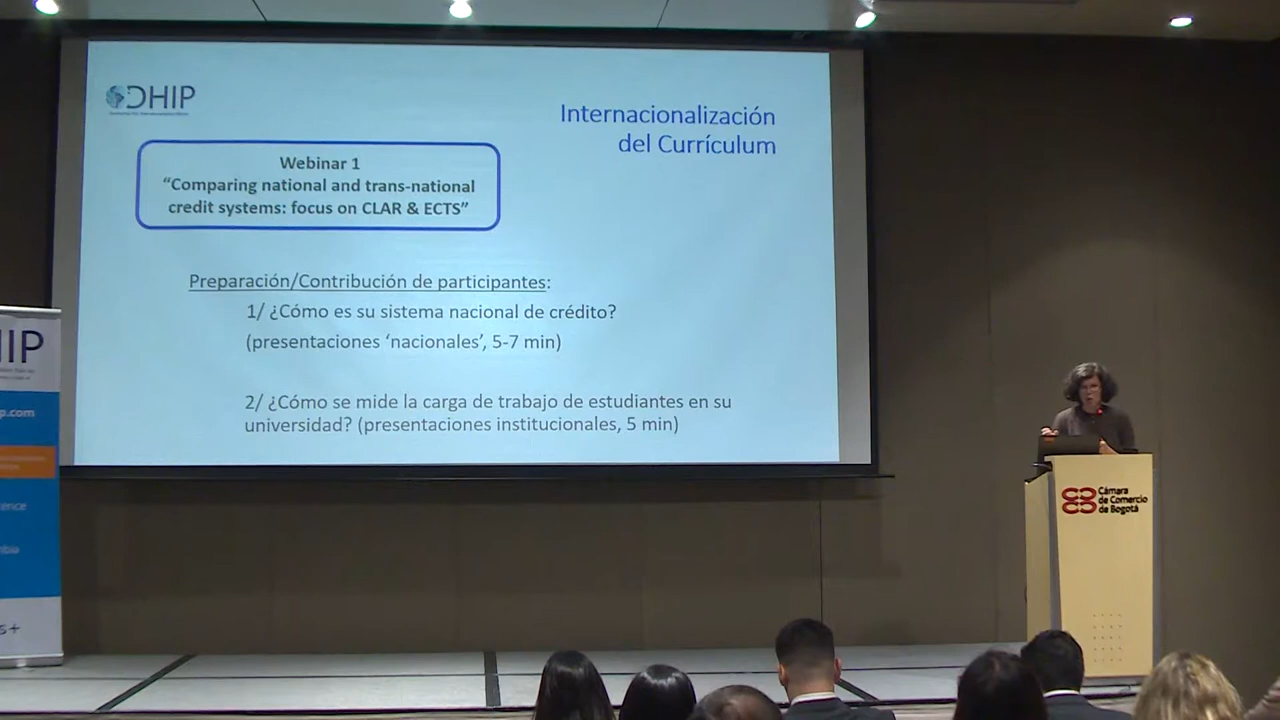 DHIP
Internacionalización
del Currículum
Webinar 1
“Comparing national and trans-national
credit systems: focus on CLAR & ECTS”
Preparación/Contribución de participantes:
1/ ¿Cómo es su sistema nacional de crédito?
(presentaciones ‘nacionales’, 5-7 min)
2/ ¿Cómo se mide la carga de trabajo de estudiantes en su
universidad? (presentaciones institucionales, 5 min)
IP
p.com
ence
bia
s+
Cámara
de Comercio
de Bogotá